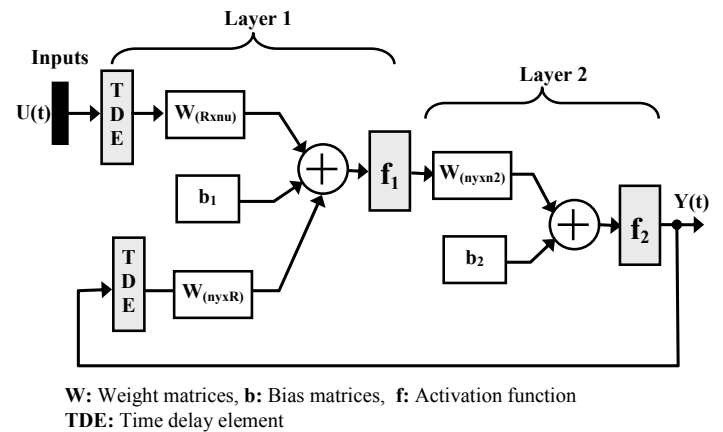 Layer 1
Inputs
Layer 2
U(t)
T
D
E
W(Rxnu)
b1
f1
W(nyxn2)
b2
f2
Y(t)
T
D
E
W(nyxR)
W: Weight matrices, b: Bias matrices, f: Activation function
TDE: Time delay element